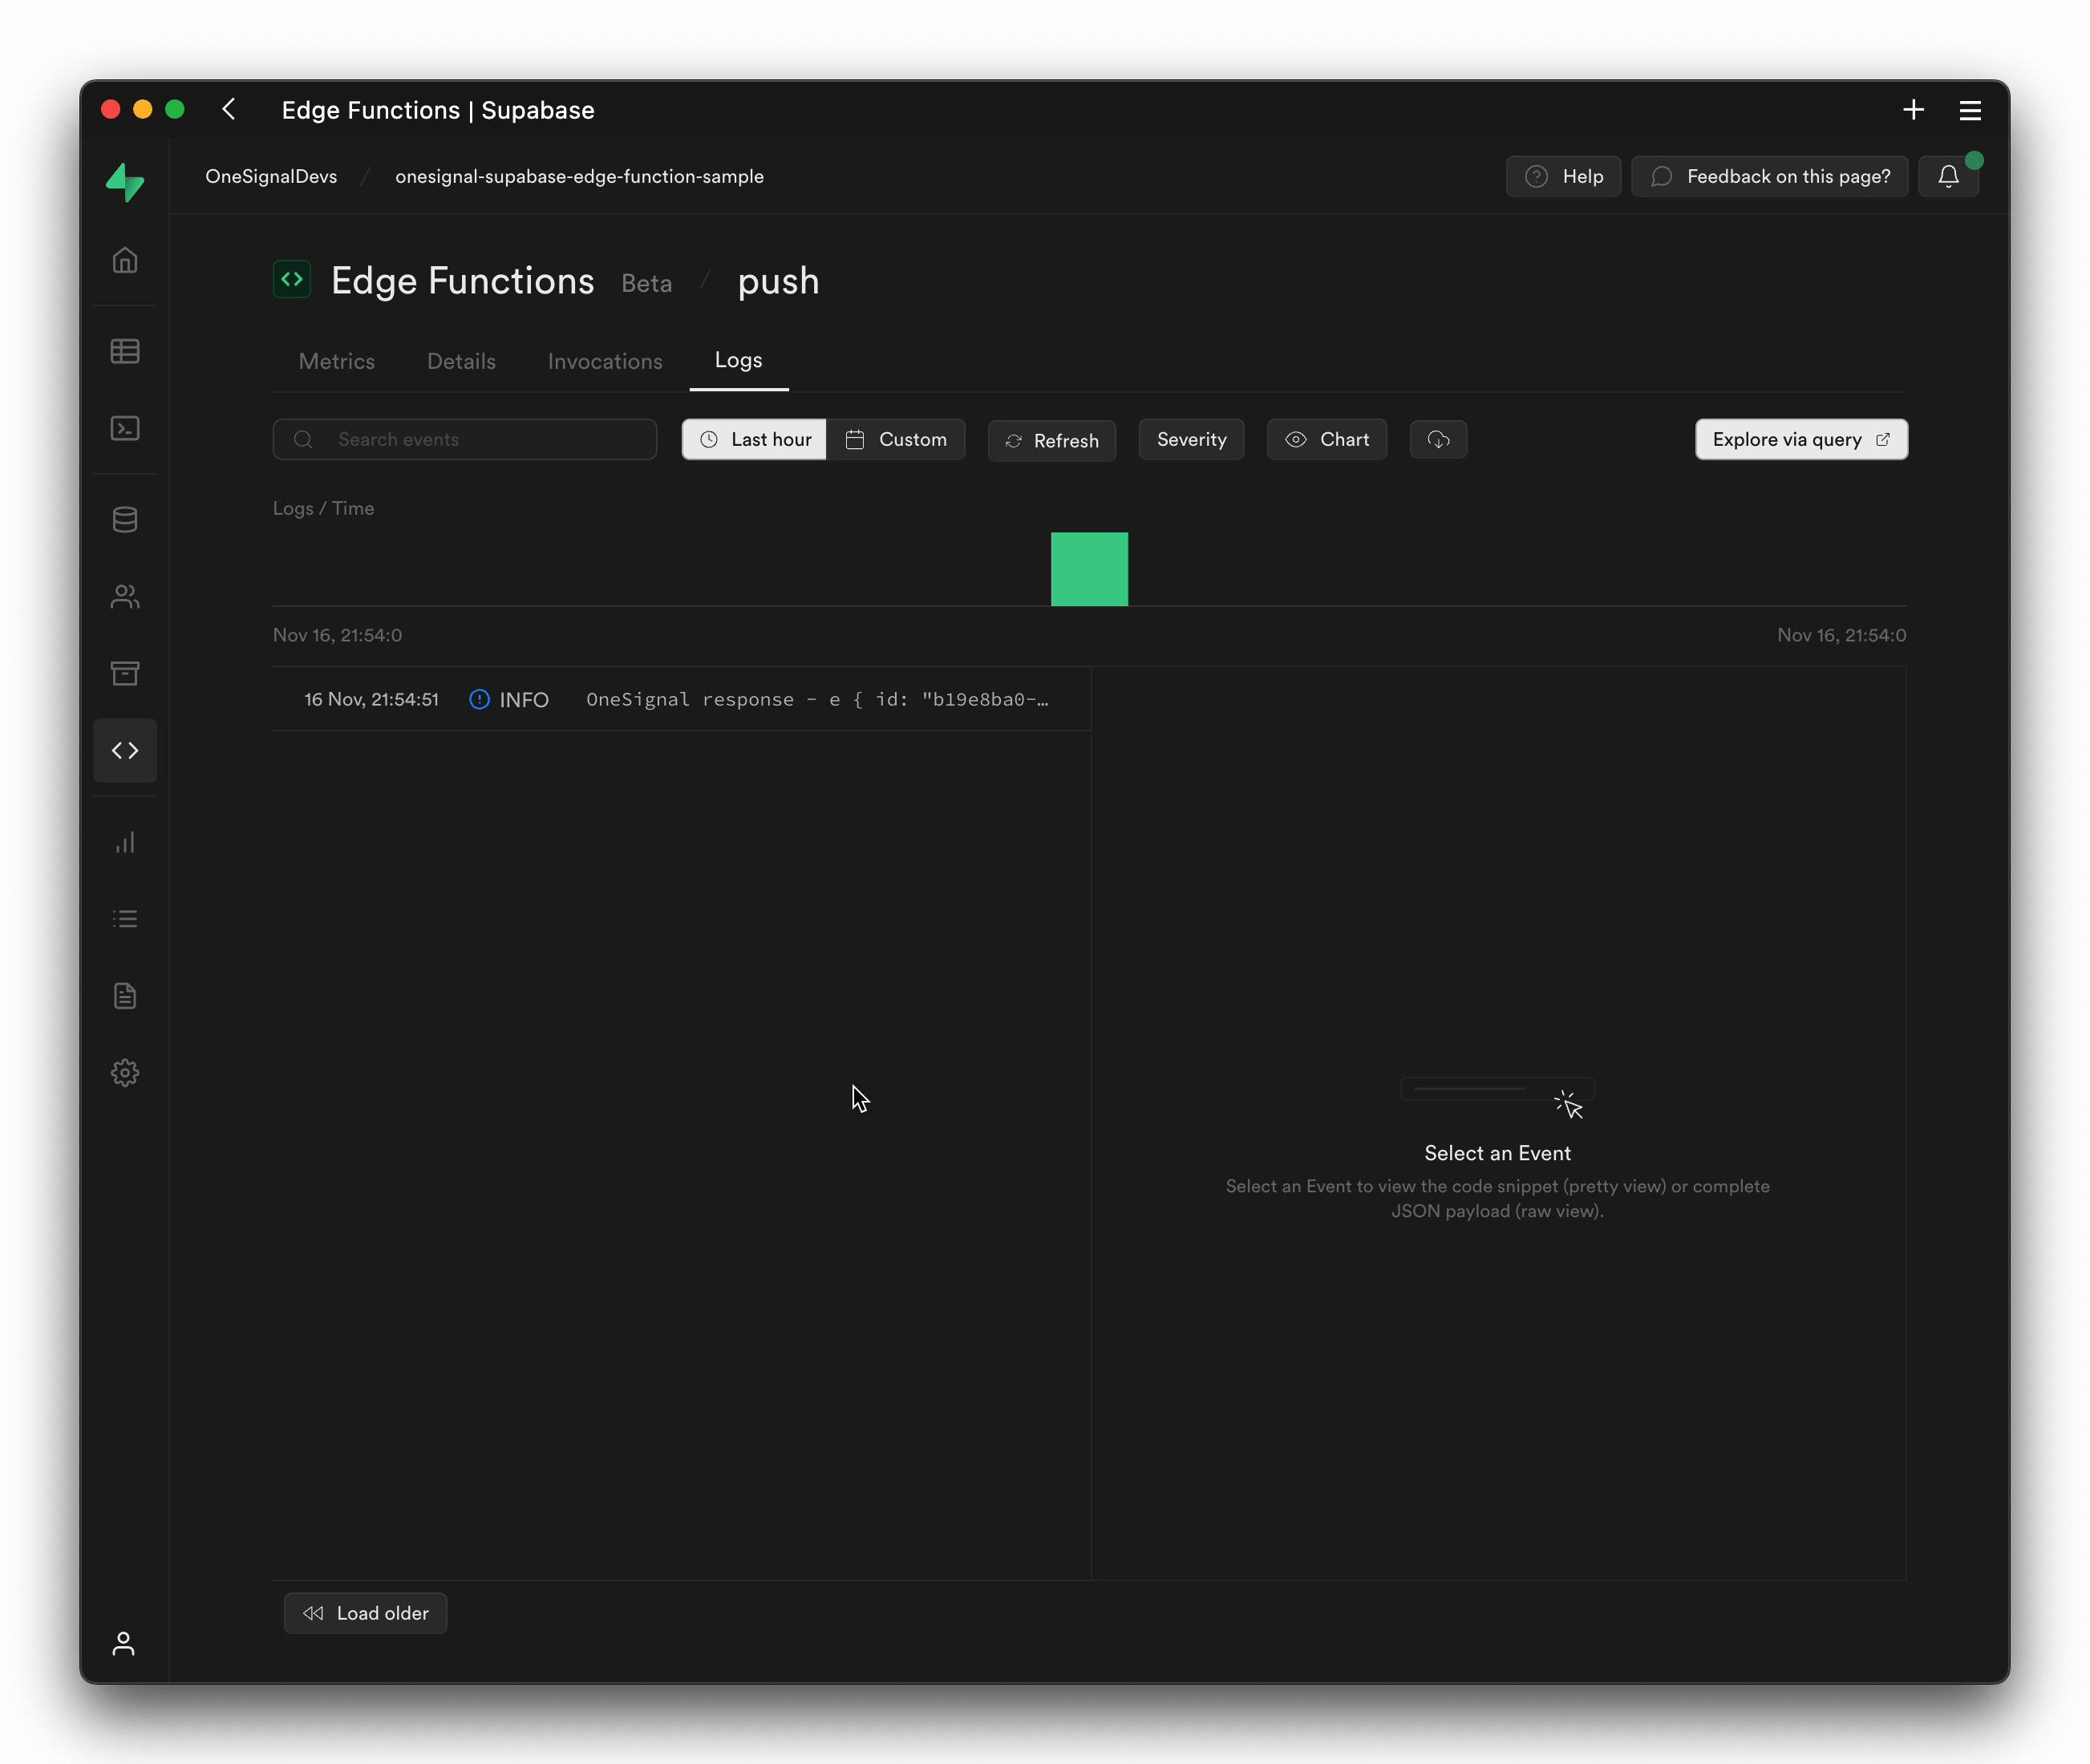 Edge Functions | Supabase
OneSignalDevs / onesignal-supabase-edge-function-sample
Help
Feedback on this page?
Edge Functions Beta / push
Metrics Details Invocations Logs
Search events
Last hour
Custom
Refresh
Severity
Chart
Explore via query
Logs / Time
Nov 16, 21:54:0
Nov 16, 21:54:0
16 Nov, 21:54:51 INFO OneSignal response - e { id: "b19e8ba0-…
Select an Event
Select an Event to view the code snippet (pretty view) or complete
JSON payload (raw view).
Load older